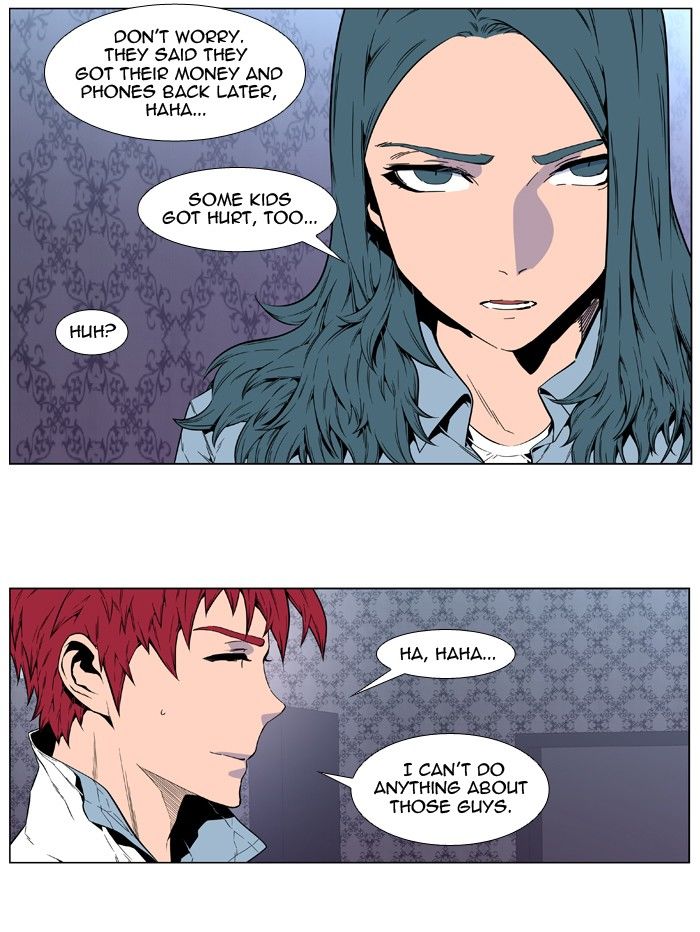 DON'T WORRY.
THEY SAID THEY
GOT THEIR MONEY AND
PHONES BACK LATER,
HAHA...
SOME KIDS
GOT HURT, TOO...
HUH?
HA, HAHA...
I CAN'T DO
ANYTHING ABOUT
THOSE GUYS.